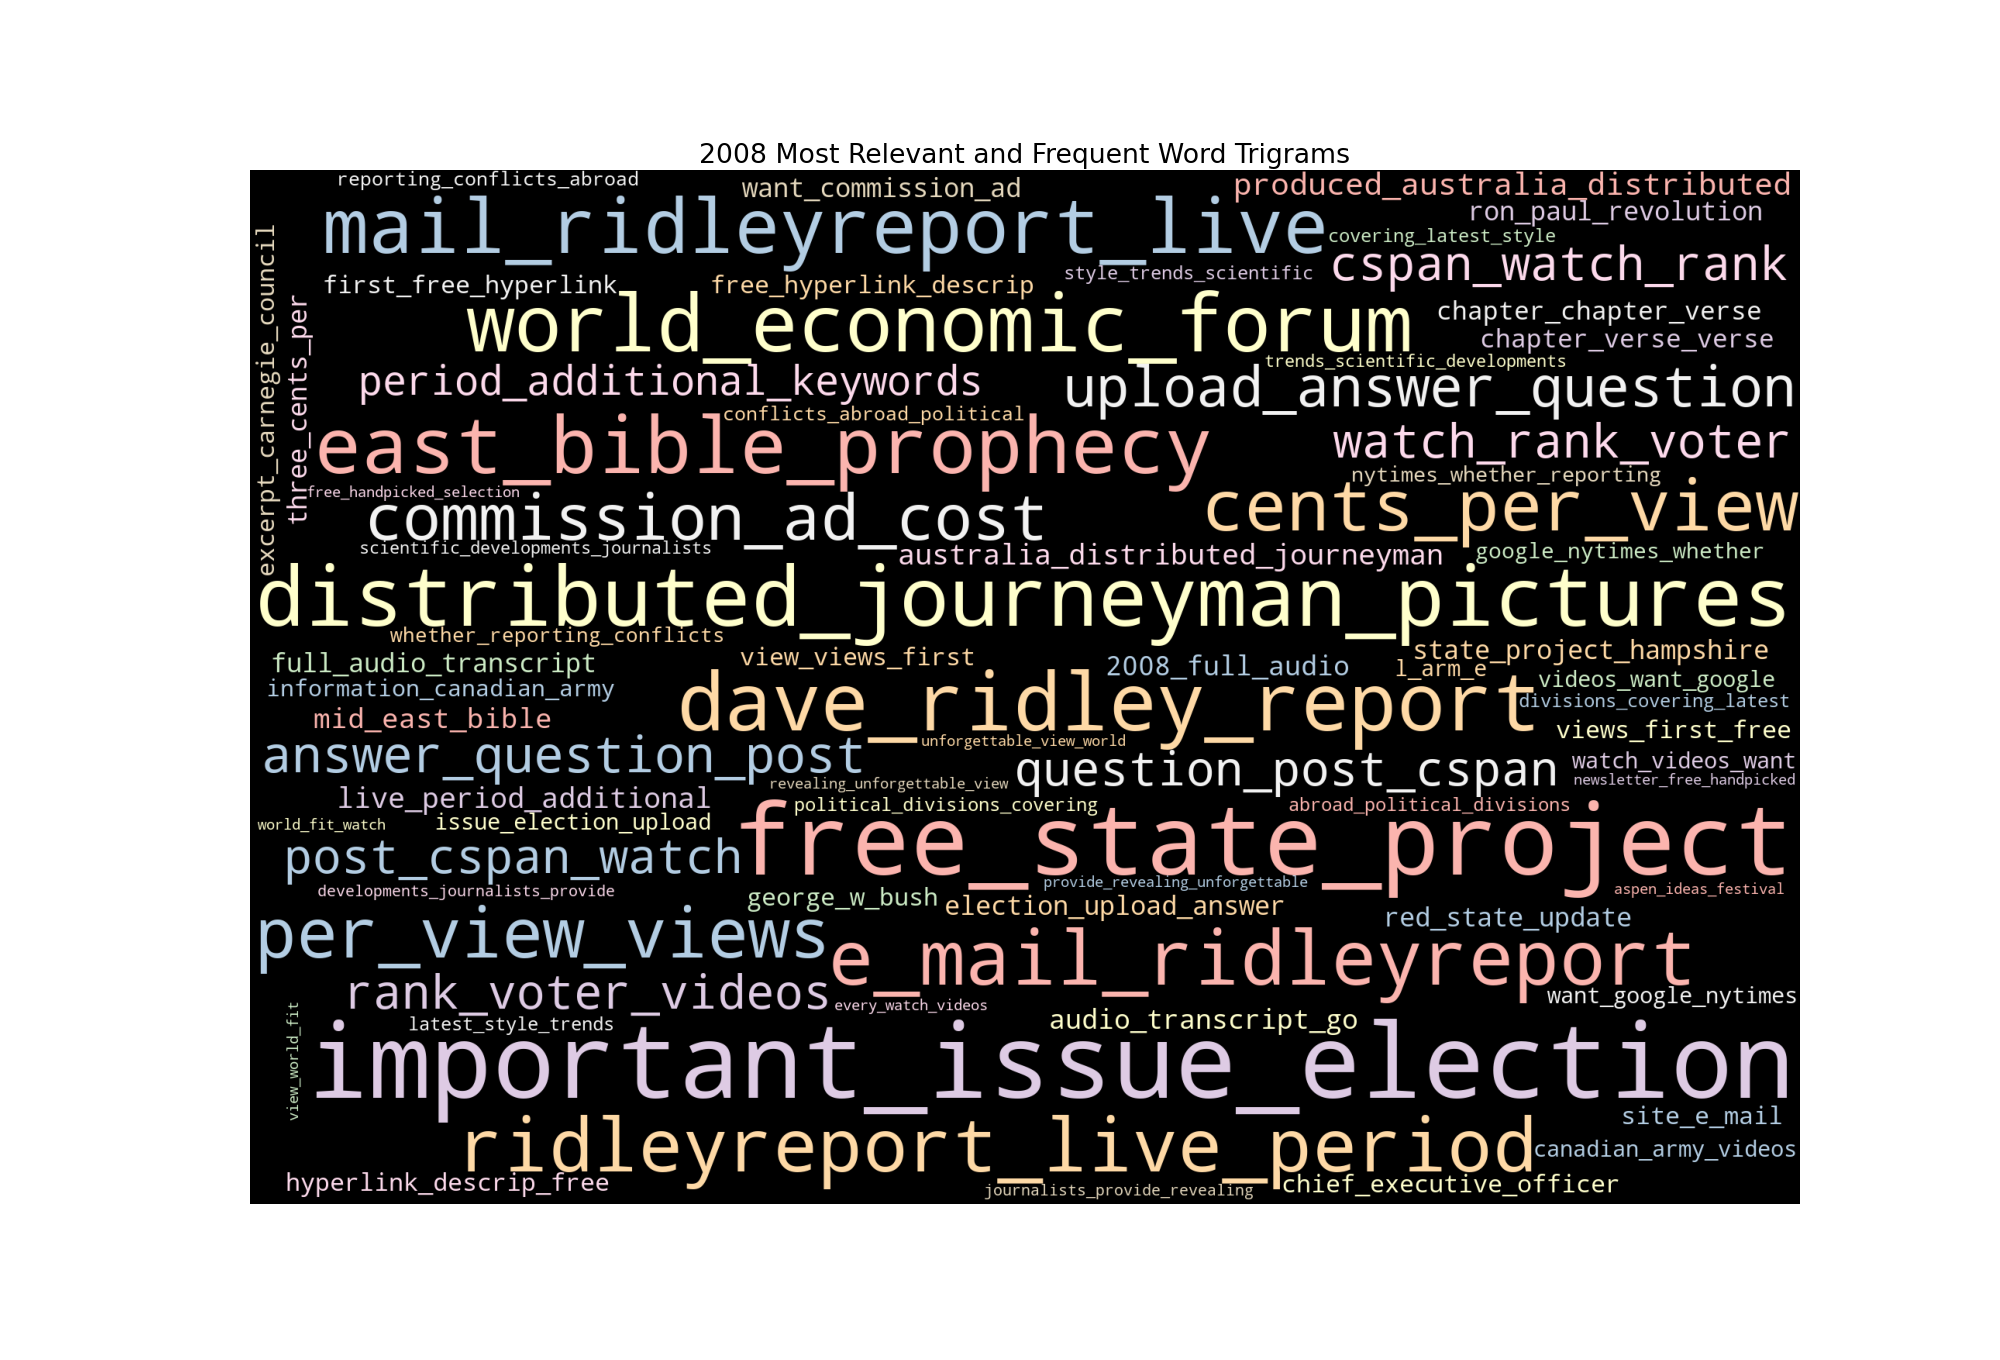 2008 Most Relevant and Frequent Word Trigrams
reporting_conflicts_abroad
want_commission_ad
produced_australia_distributed
mail_ridleyreport_live
ron_paul_revolution
covering_latest_style
excerpt_carnegie_council
style_trends_scientific
cspan_watch_rank
first_free_hyperlink
free_hyperlink_descrip
three_cents_per
world_economic_forum
chapter_chapter_verse
chapter_verse_verse
trends_scientific_developments
period_additional_keywords
upload_answer_question
conflicts_abroad_political
east_bible_prophecy
watch_rank_voter
nytimes_whether_reporting
free_handpicked_selection
cents_per_view
commission_ad_cost
scientific_developments_journalists
australia_distributed_journeyman
google_nytimes_whether
distributed_journeyman_pictures
whether_reporting_conflicts
state_project_hampshire
full_audio_transcript
view_views_first
2008_full_audio
l_arm_e
videos_want_google
information_canadian_army
divisions_covering_latest
dave_ridley_report
mid_east_bible
views_first_free
unforgettable_view_world
answer_question_post
watch_videos_want
question_post_cspan
newsletter_free_handpicked
revealing_unforgettable_view
live_period_additional
political_divisions_covering
abroad_political_divisions
world_fit_watch
issue_election_upload
free_state_project
post_cspan_watch
provide_revealing_unforgettable
developments_journalists_provide
aspen_ideas_festival
george_w_bush
election_upload_answer
red_state_update
per_view_views
e_mail_ridleyreport
rank_voter_videos
want_google_nytimes
every_watch_videos
view_world_fit
latest_style_trends
audio_transcript_go
important_issue_election
site_e_mail
ridleyreport_live_period
canadian_army_videos
hyperlink_descrip_free
journalists_provide_revealing
chief_executive_officer